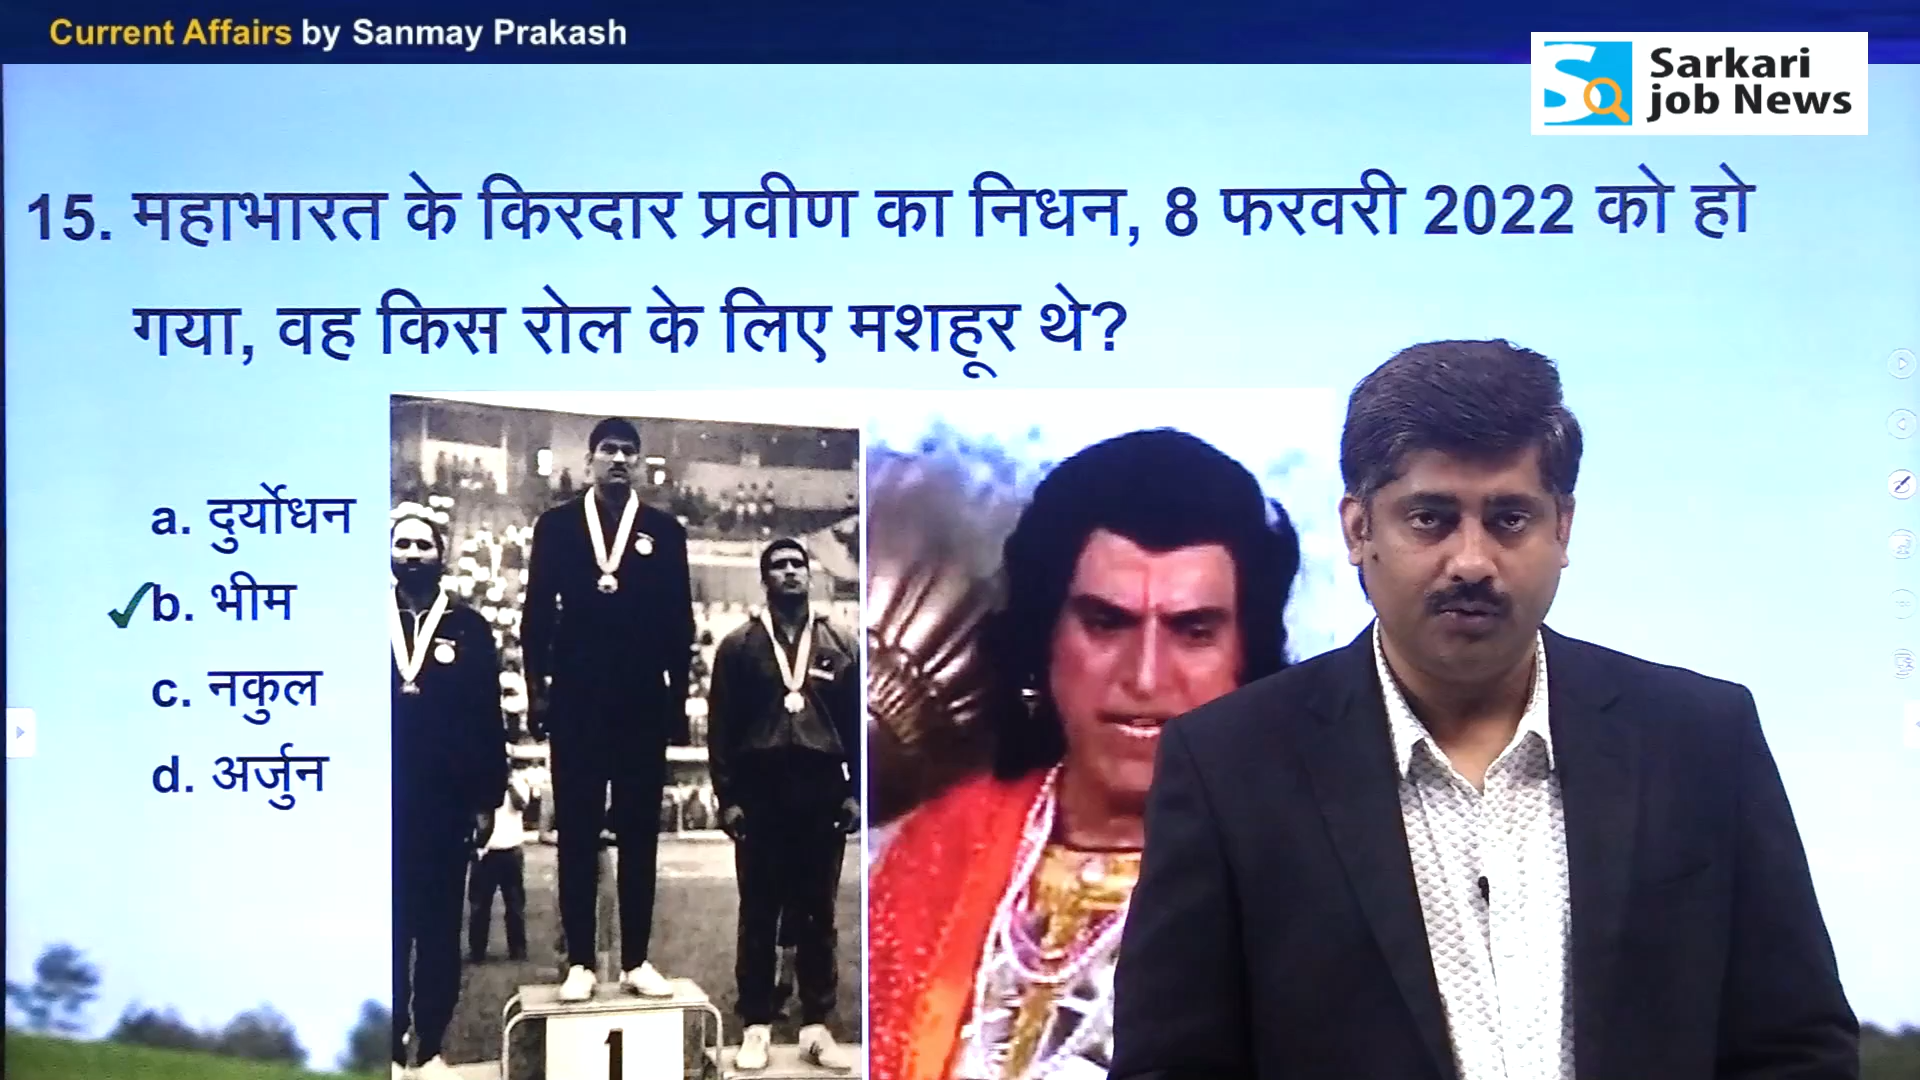 Current Affairs by Sanmay Prakash
Sarkari
job News
15. महाभारत के किरदार प्रवीण का निधन, 8 फरवरी 2022 को हो
गया, वह किस रोल के लिए मशहूर थे?
a. दुर्योधन
b. भीम
c. नकुल
d. अर्जुन
1